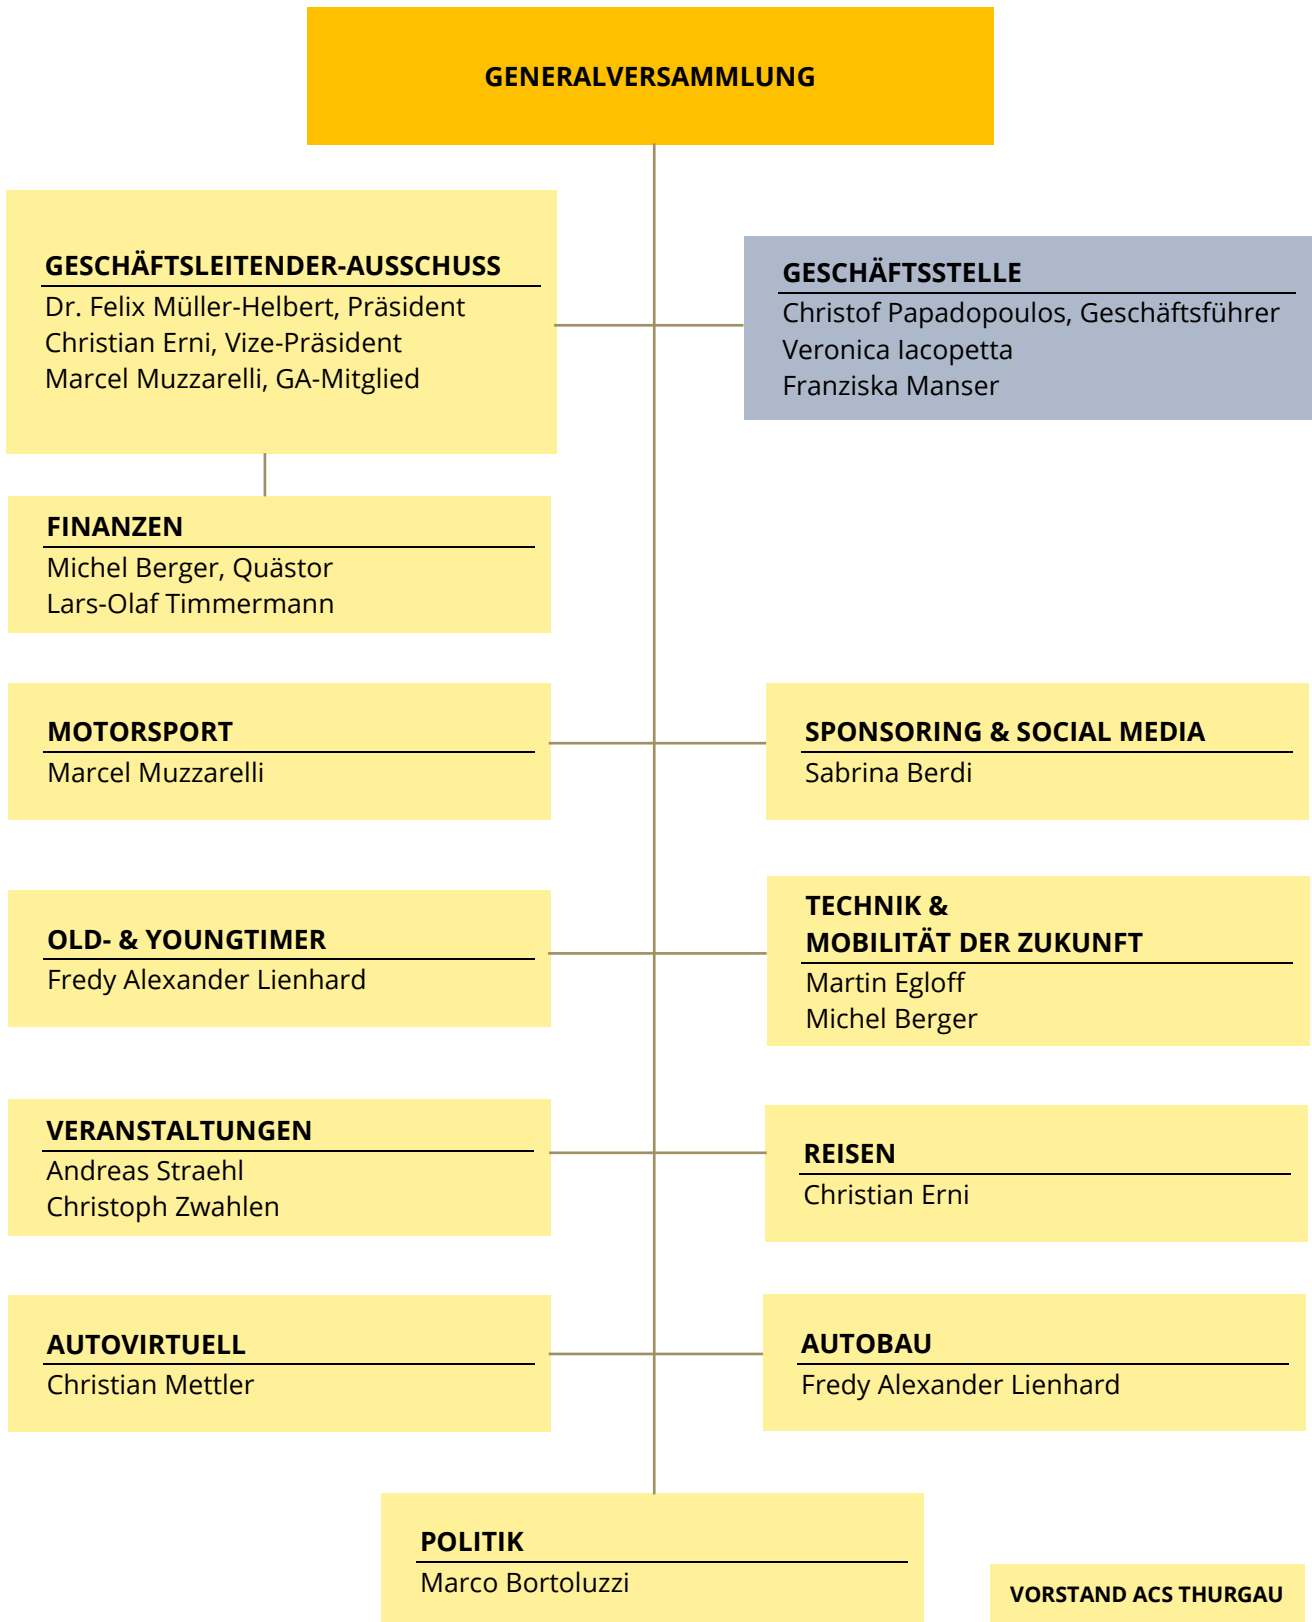 GENERALVERSAMMLUNG
GESCHÄFTSLEITENDER-AUSSCHUSS
Dr. Felix Müller-Helbert, Präsident
Christian Erni, Vize-Präsident
Marcel Muzzarelli, GA-Mitglied
GESCHÄFTSSTELLE
Christof Papadopoulos, Geschäftsführer
Veronica Iacopetta
Franziska Manser
FINANZEN
Michel Berger, Quästor
Lars-Olaf Timmermann
MOTORSPORT
Marcel Muzzarelli
SPONSORING & SOCIAL MEDIA
Sabrina Berdi
OLD- & YOUNGTIMER
Fredy Alexander Lienhard
TECHNIK &
MOBILITÄT DER ZUKUNFT
Martin Egloff
Michel Berger
VERANSTALTUNGEN
Andreas Straehl
Christoph Zwahlen
REISEN
Christian Erni
AUTOVIRTUELL
Christian Mettler
AUTOBAU
Fredy Alexander Lienhard
POLITIK
Marco Bortoluzzi
VORSTAND ACS THURGAU